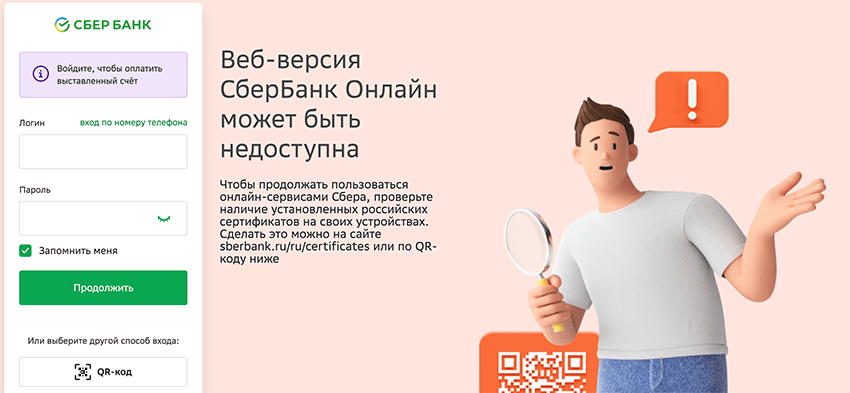 СБЕР БАНК
Войдите, чтобы оплатить
выставленный счёт
Логин
вход по номеру телефона
Пароль
Запомнить меня
Продолжить
Или выберите другой способ входа:
QR-код
Веб-версия
СберБанк Онлайн
может быть
недоступна
Чтобы продолжать пользоваться
онлайн-сервисами Сбера, проверьте
наличие установленных российских
сертификатов на своих устройствах.
Сделать это можно на сайте
sberbank.ru/ru/certificates или по QR-
коду ниже
!